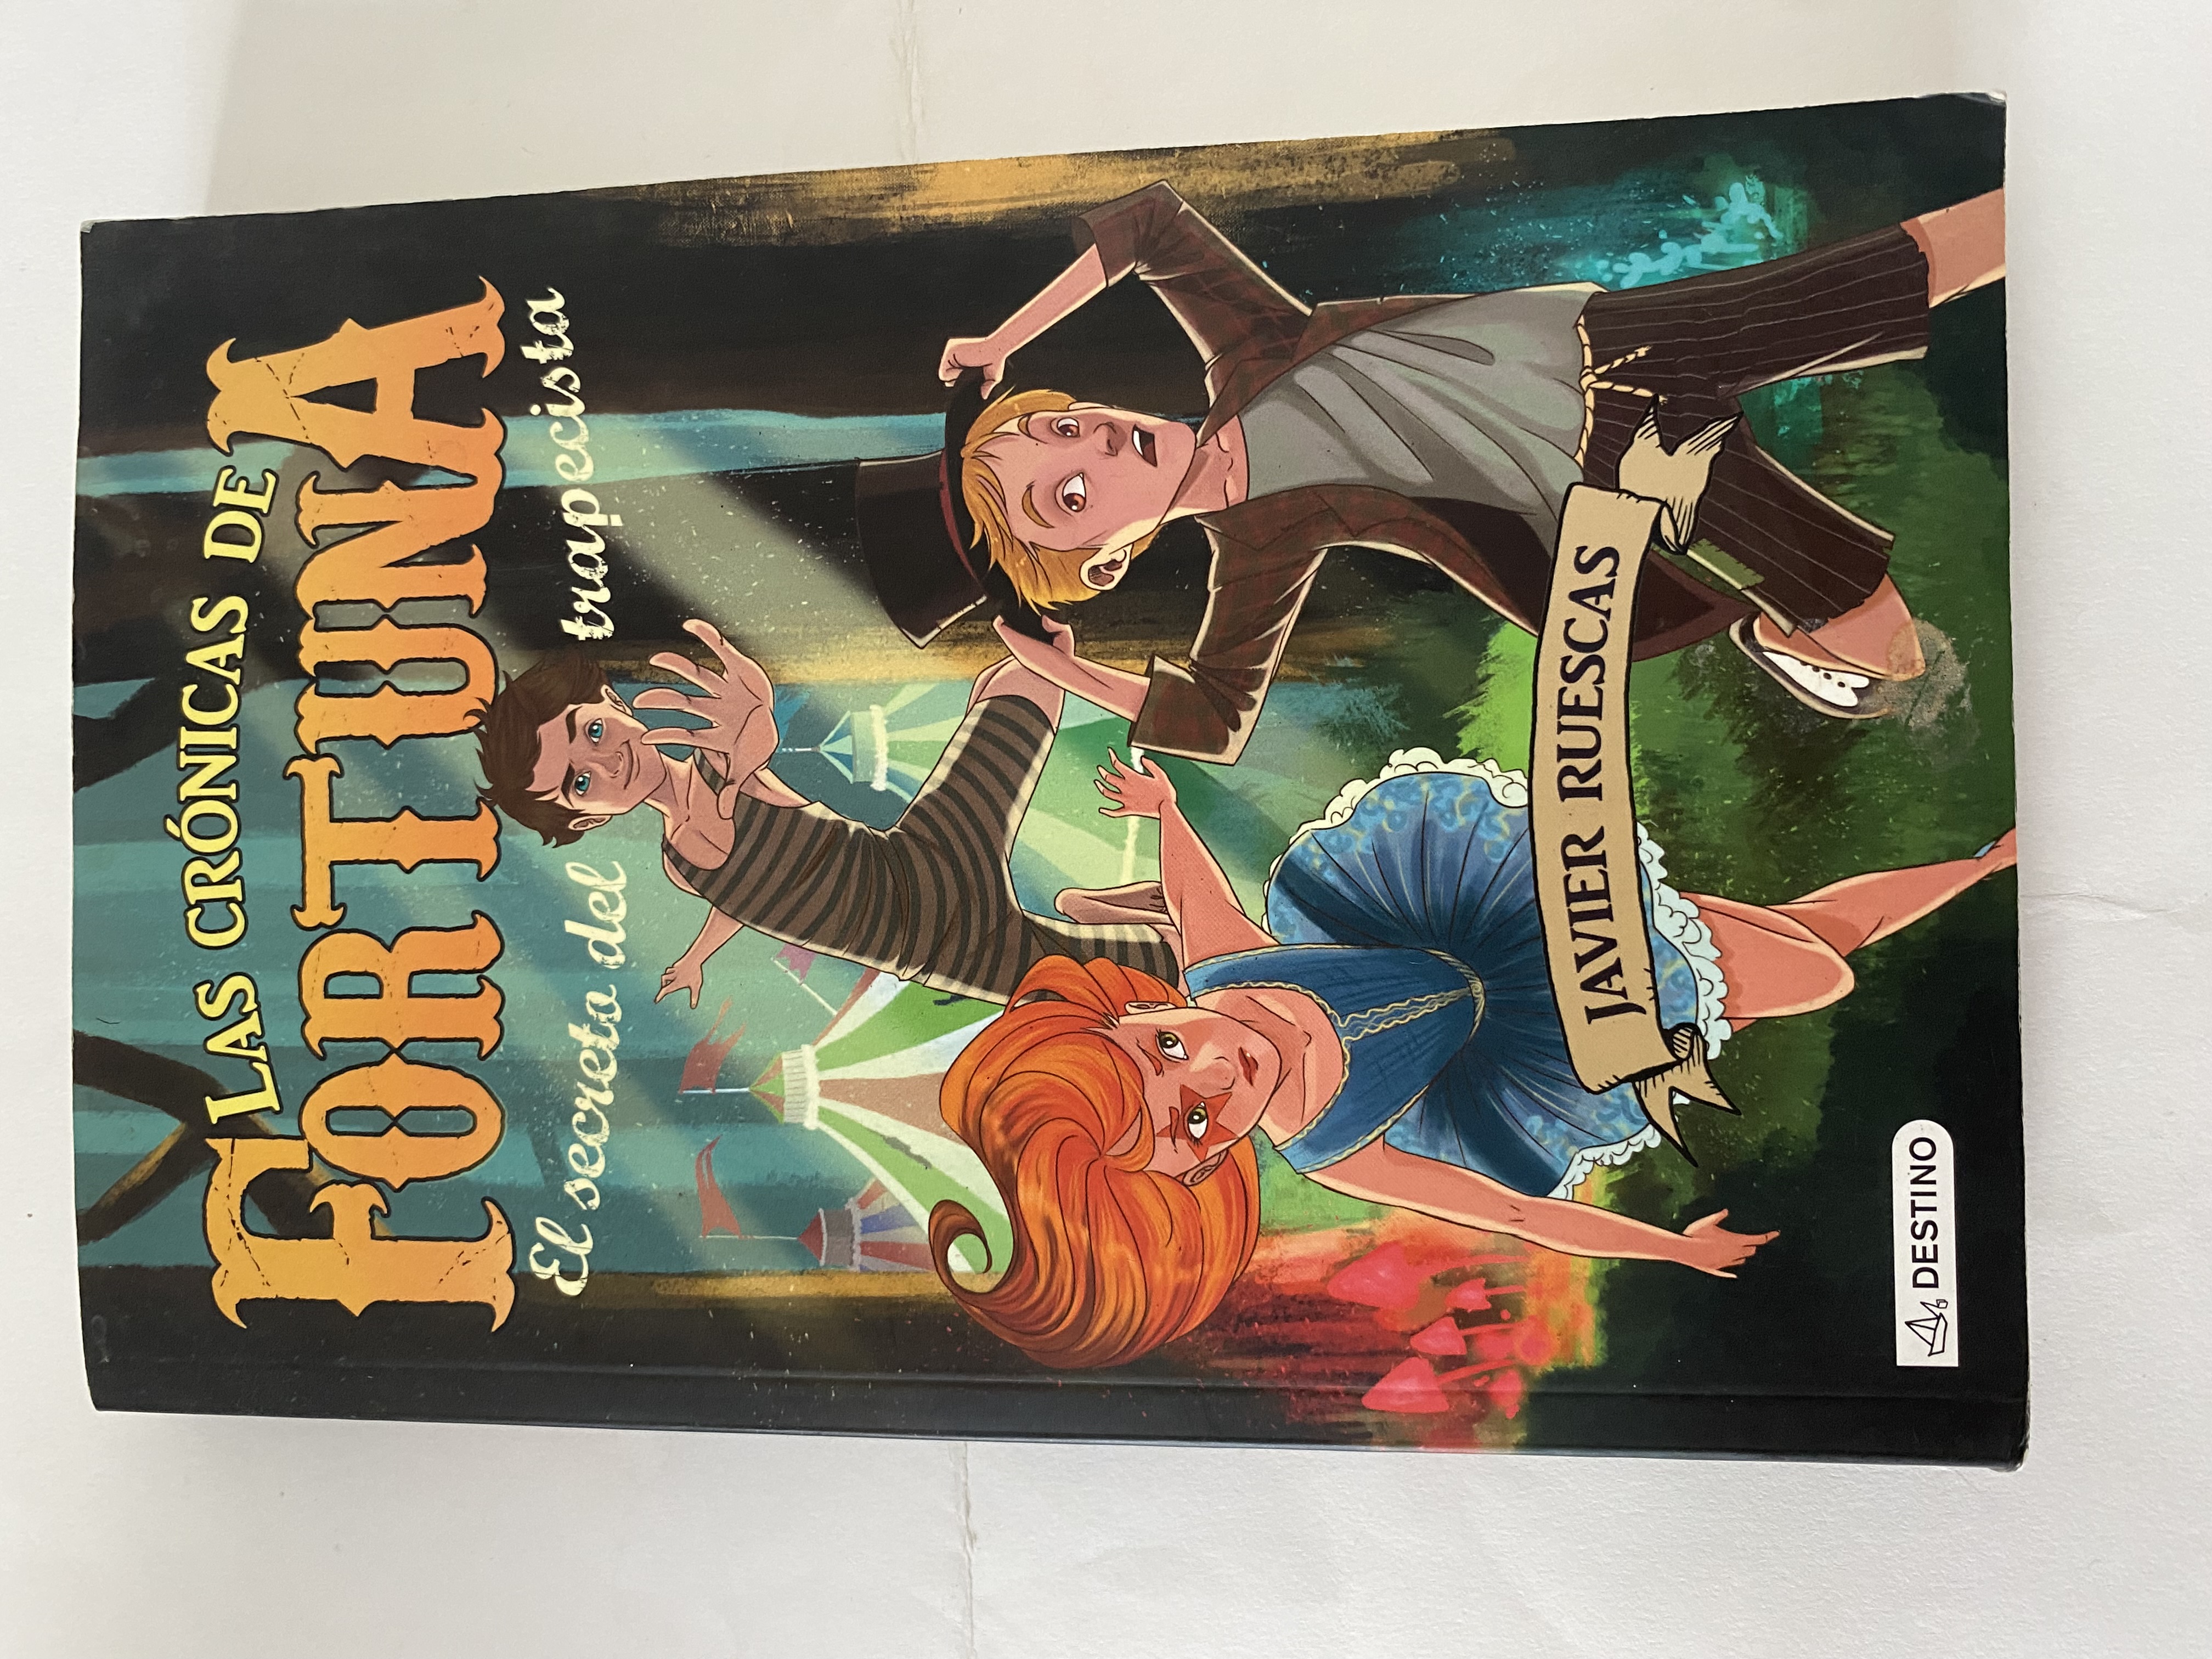 LAS CRÓNICAS DE
FORTUNA
El secreto del trapecista
JAVIER RUESCAS
DESTINO